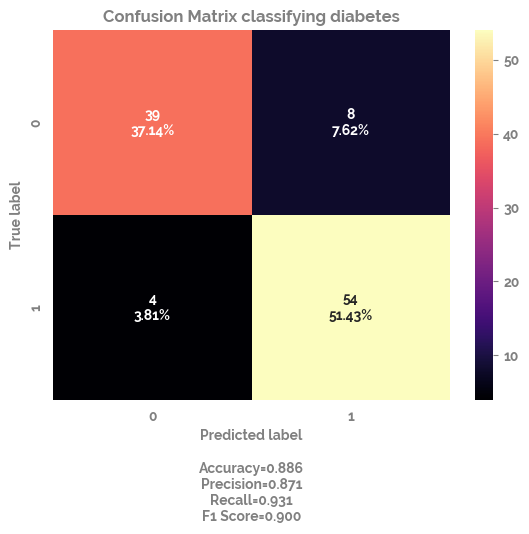 Confusion Matrix classifying diabetes
39
37.14%
8
7.62%
4
3.81%
54
51.43%
0
1
True label
0
1
Predicted label
Accuracy=0.886
Precision=0.871
Recall=0.931
F1 Score=0.900
50
40
30
20
10